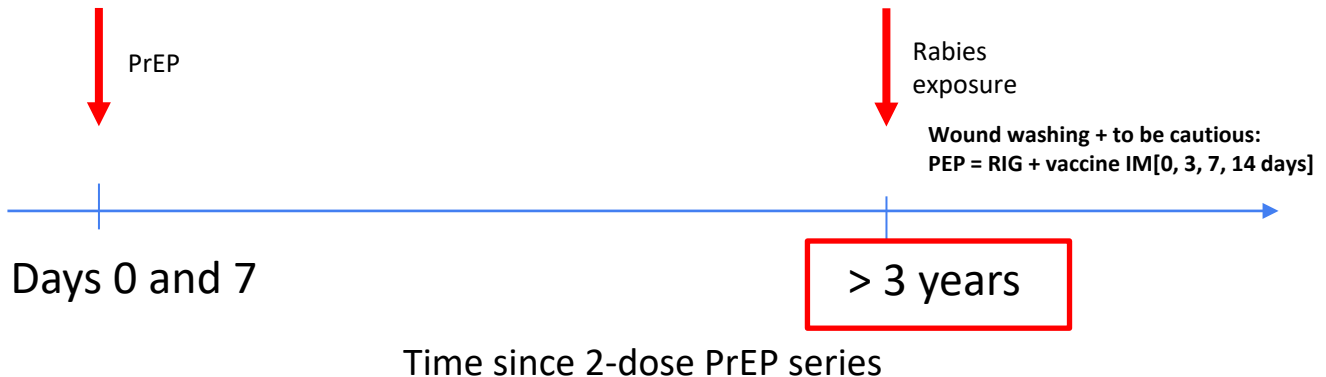 PrEP
Rabies
exposure
Wound washing + to be cautious:
PEP = RIG + vaccine IM[0, 3, 7, 14 days]
Days 0 and 7
> 3 years
Time since 2-dose PrEP series